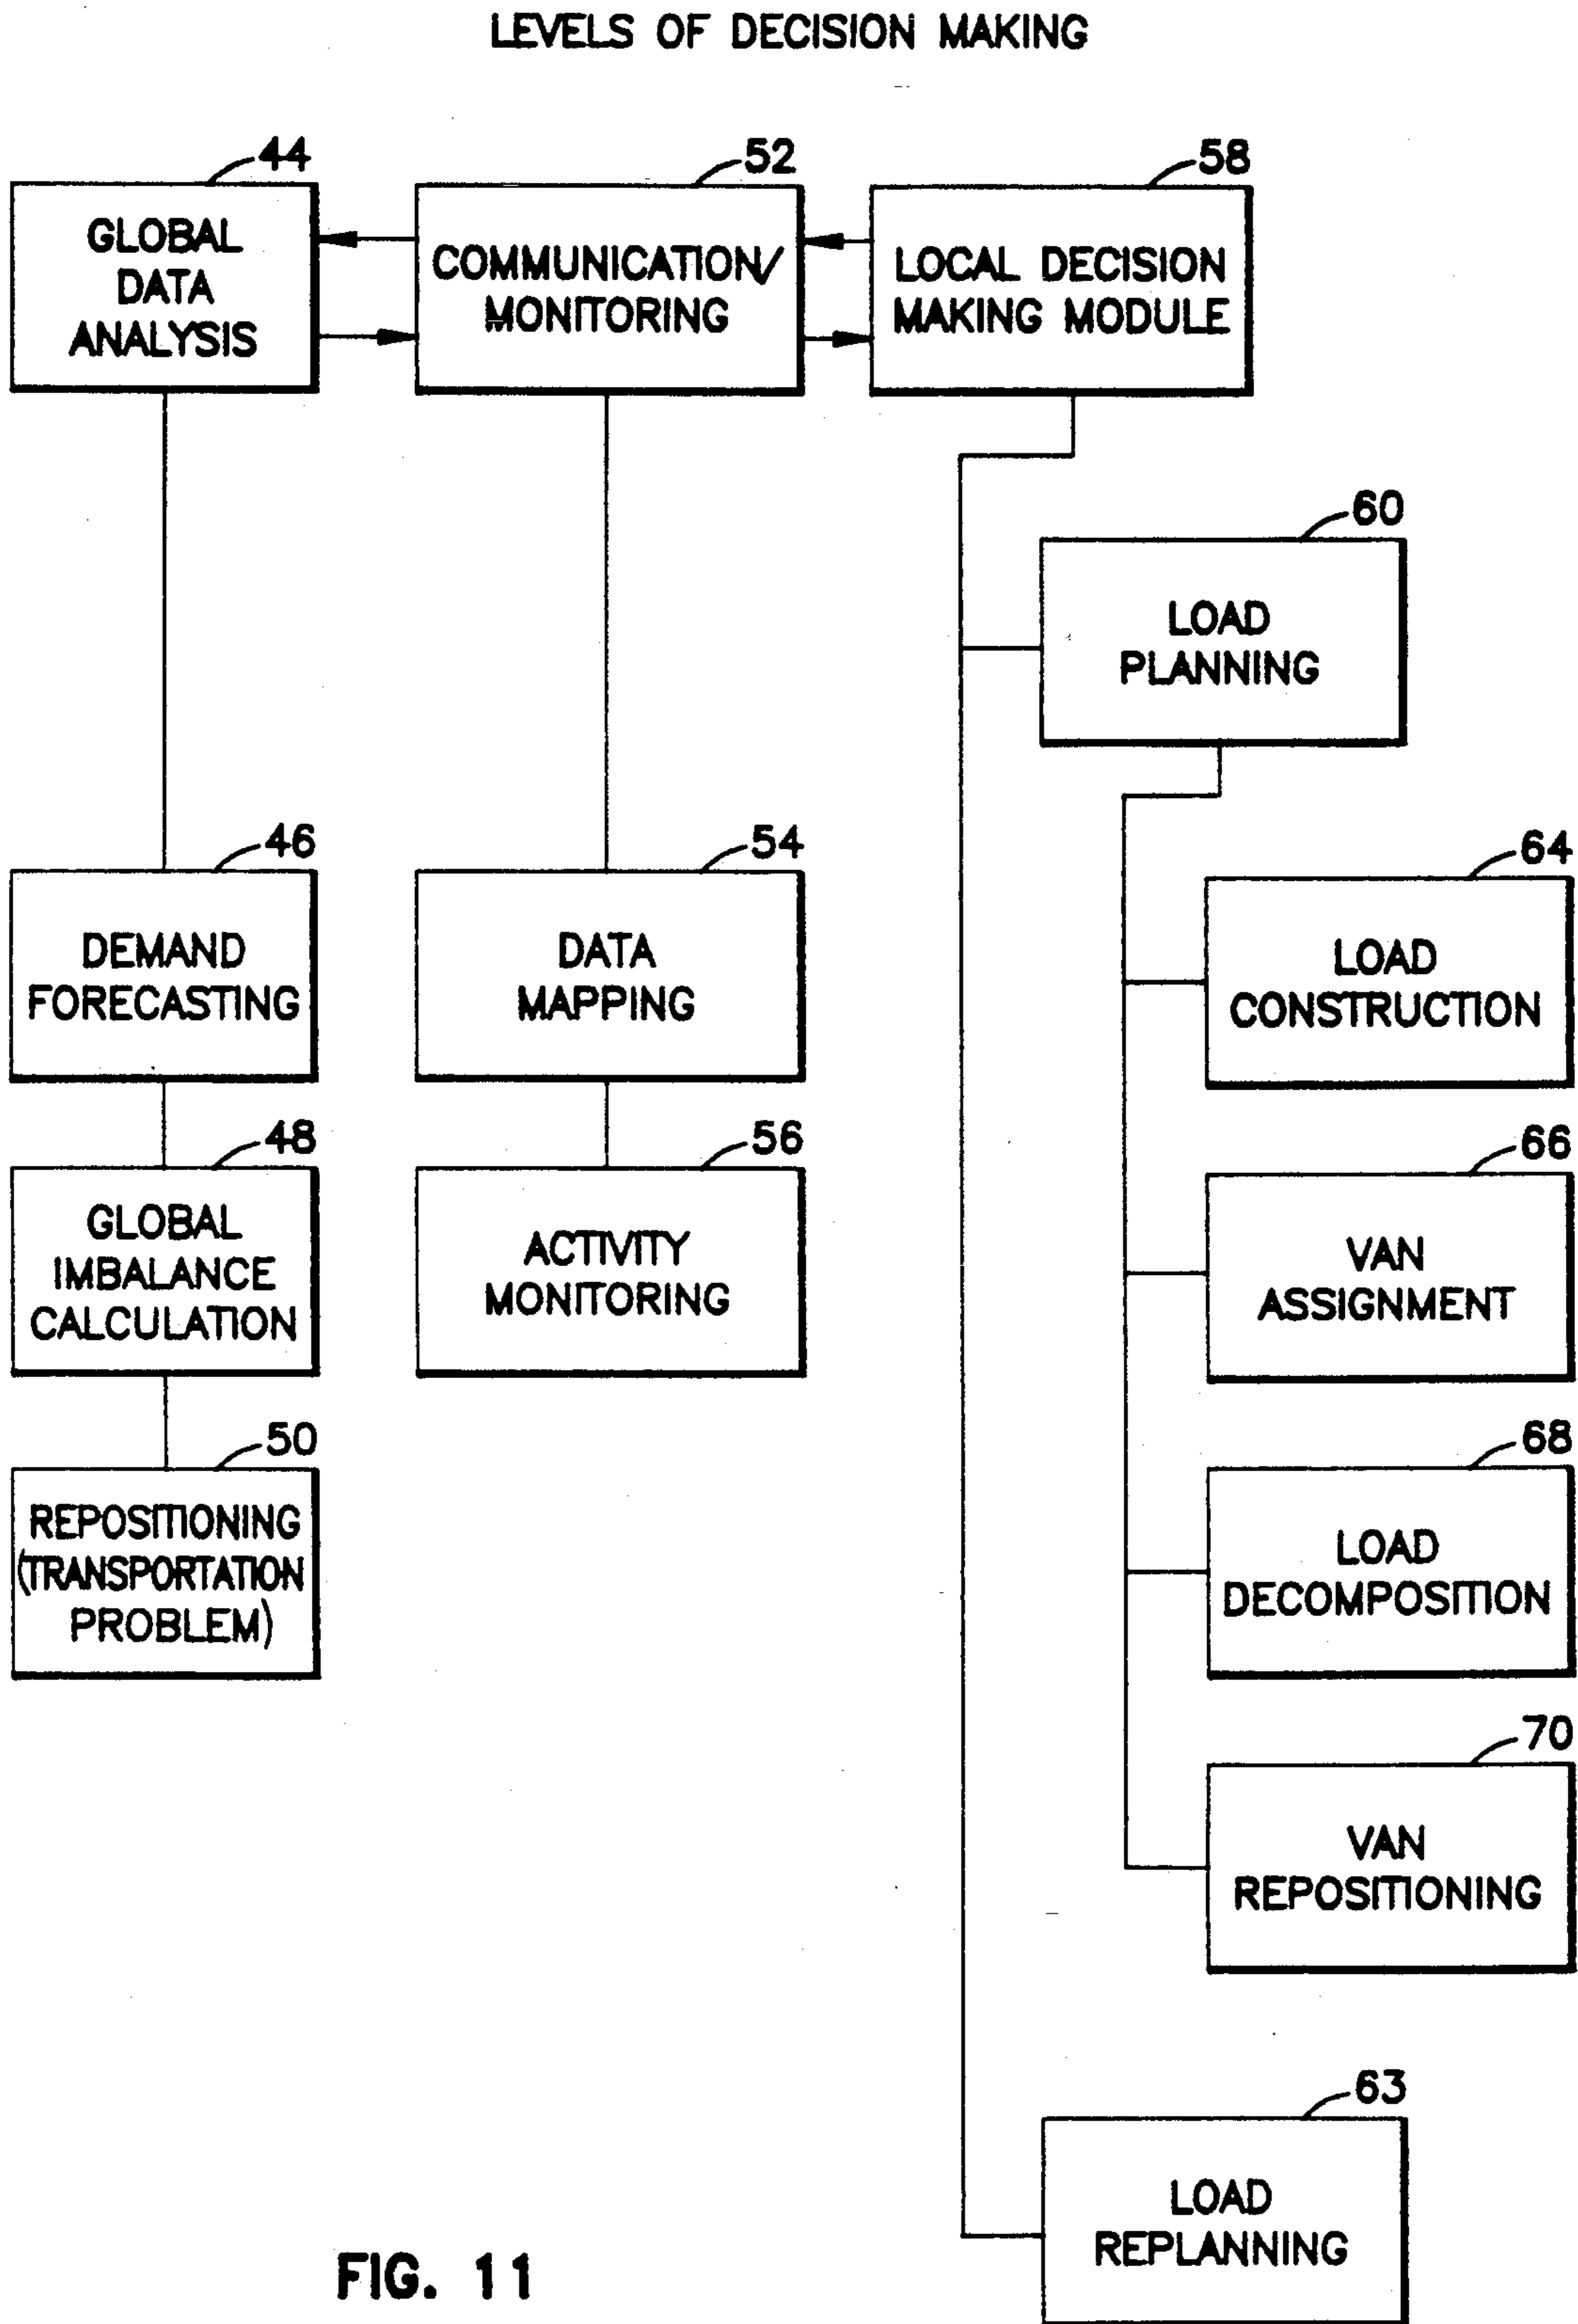 LEVELS OF DECISION MAKING
44
GLOBAL
DATA
ANALYSIS
52
COMMUNICATION/
MONITORING
58
LOCAL DECISION
MAKING MODULE
60
LOAD
PLANNING
46
DEMAND
FORECASTING
54
DATA
MAPPING
64
LOAD
CONSTRUCTION
48
GLOBAL
IMBALANCE
CALCULATION
56
ACTIVITY
MONITORING
66
VAN
ASSIGNMENT
50
REPOSITIONING
(TRANSPORTATION
PROBLEM)
68
LOAD
DECOMPOSITION
70
VAN
REPOSITIONING
63
LOAD
REPLANNING
FIG. 11